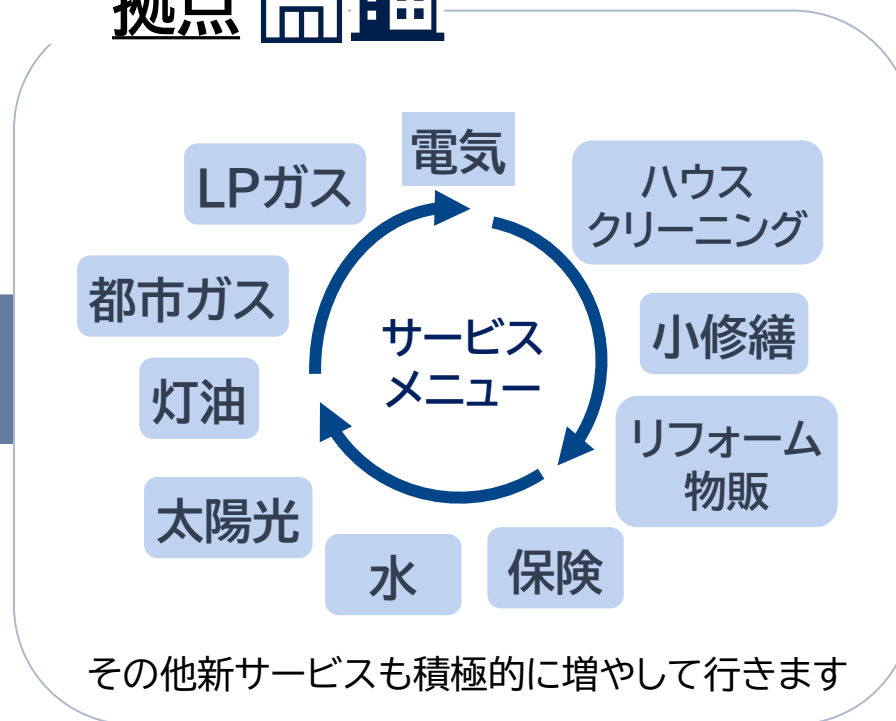 拠点
電気
LPガス
ハウス
クリーニング
都市ガス
小修繕
サービス
メニュー
灯油
リフォーム
物販
太陽光
水
保険
その他新サービスも積極的に増やして行きます